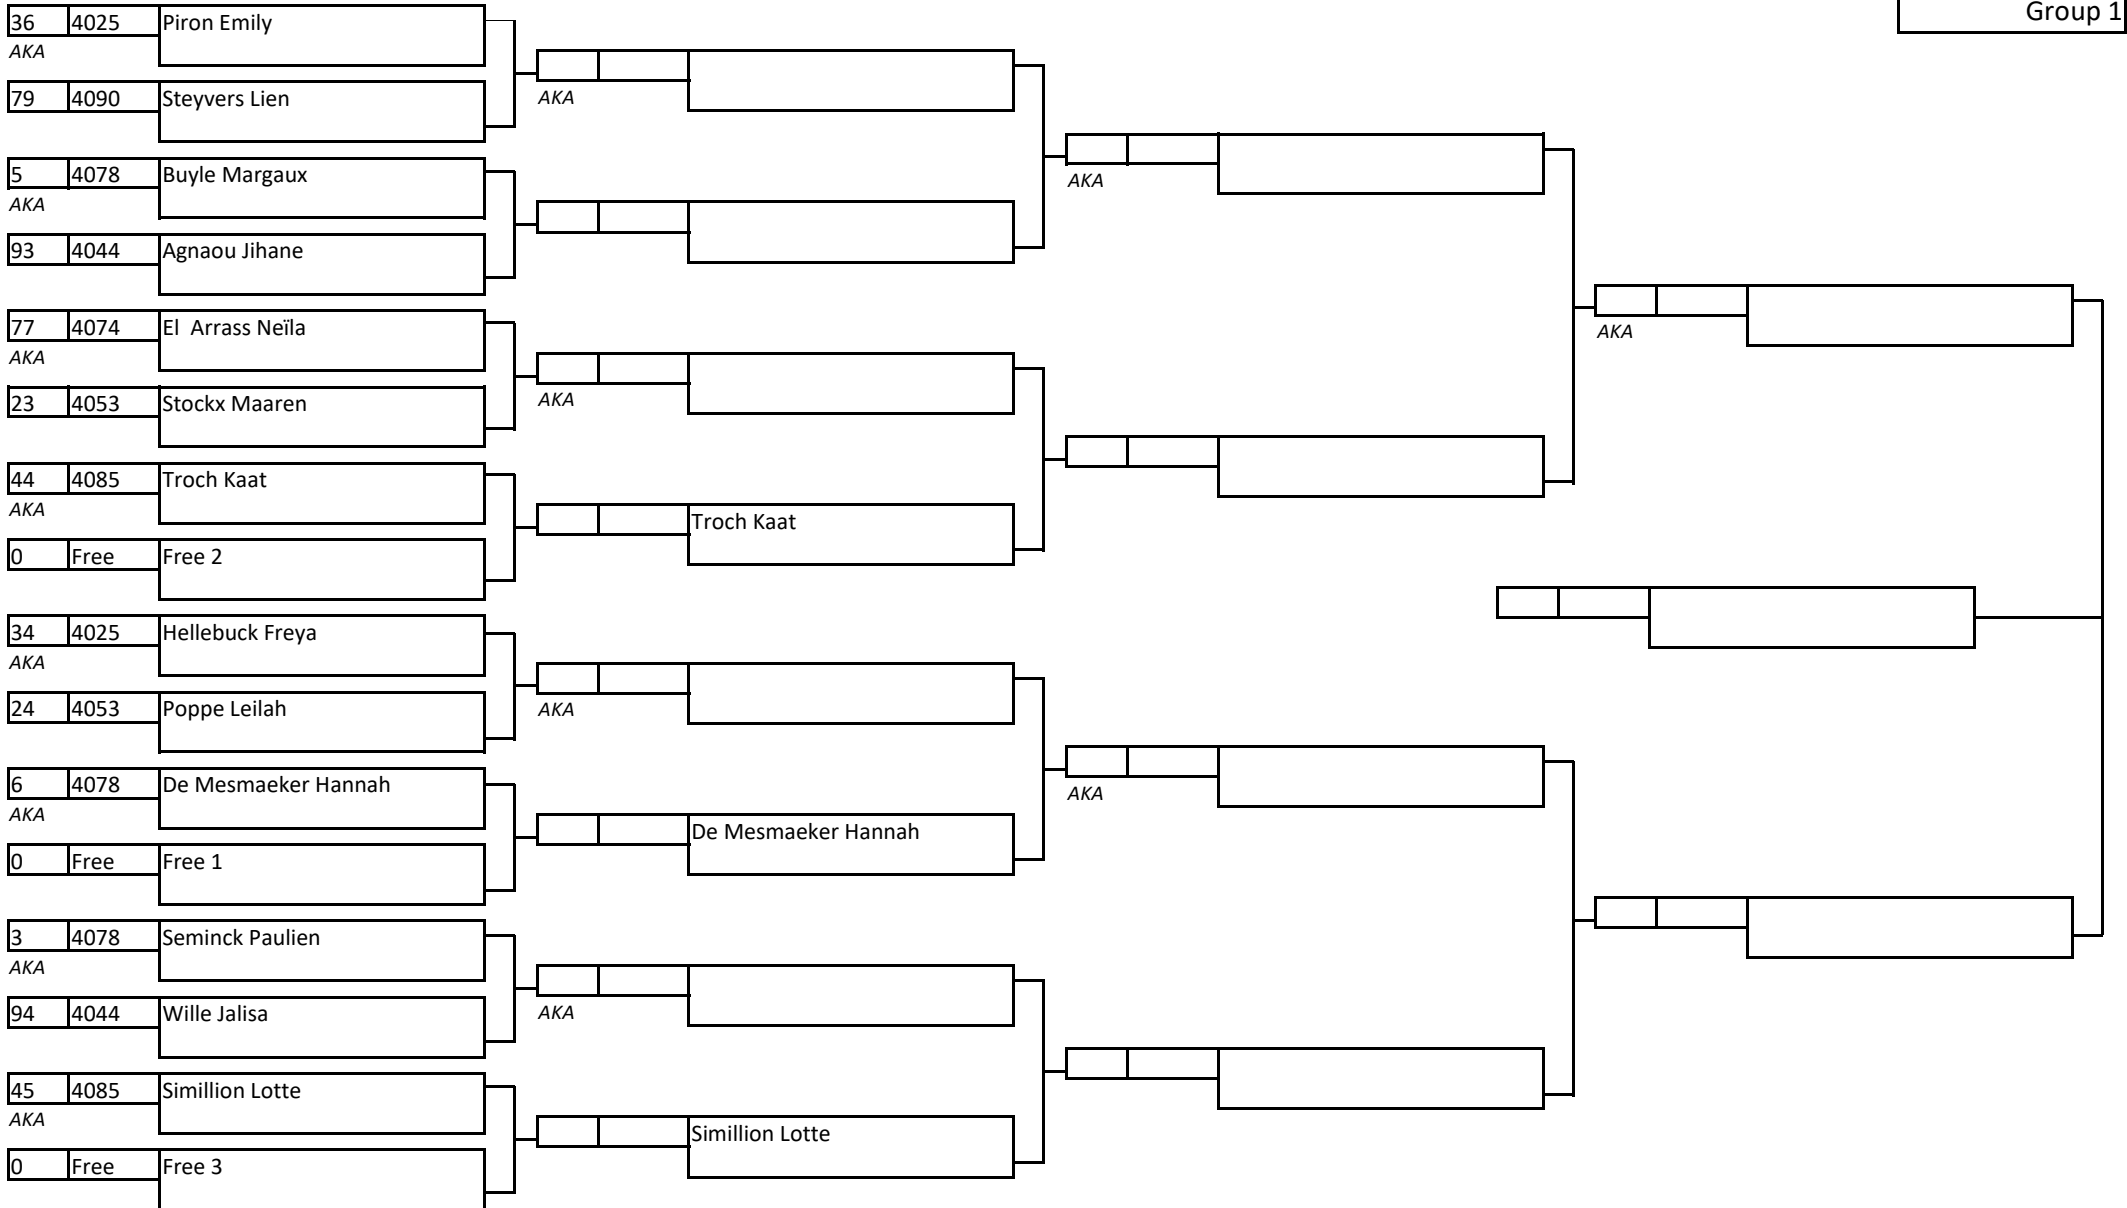 Group 1
36 4025 Piron Emily
AKA
79 4090 Steyvers Lien
AKA
5 4078 Buyle Margaux
AKA
AKA
93 4044 Agnaou Jihane
77 4074 El  Arrass Neïla
AKA
AKA
23 4053 Stockx Maaren
AKA
44 4085 Troch Kaat
AKA
Troch Kaat
0 Free Free 2
34 4025 Hellebuck Freya
AKA
24 4053 Poppe Leilah
AKA
6 4078 De Mesmaeker Hannah
AKA
AKA
De Mesmaeker Hannah
0 Free Free 1
3 4078 Seminck Paulien
AKA
94 4044 Wille Jalisa
AKA
45 4085 Simillion Lotte
AKA
Simillion Lotte
0 Free Free 3